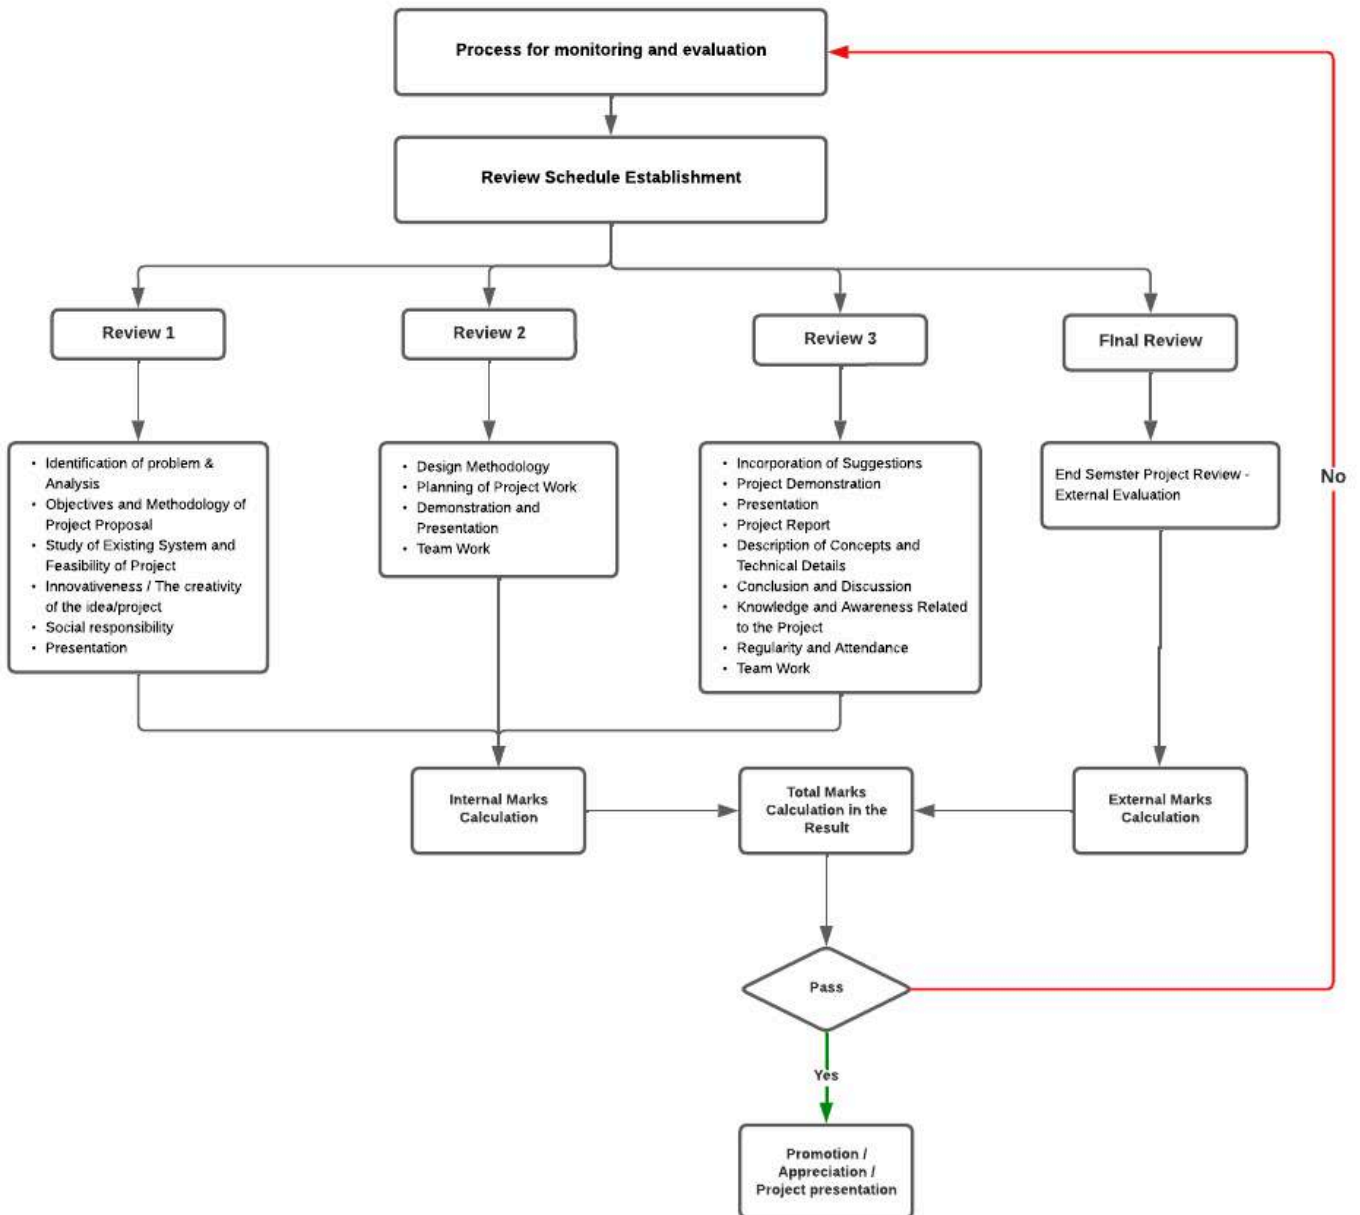 Process for monitoring and evaluation
Review Schedule Establishment
Review 1
Review 2
Review 3
FInal Review
• Identification of problem &
Analysis
• Objectives and Methodology of
Project Proposal
• Study of Existing System and
Feasibility of Project
• Innovativeness / The creativity
of the idea/project
• Social responsibility
• Presentation
• Design Methodology
• Planning of Project Work
• Demonstration and
Presentation
• Team Work
• Incorporation of Suggestions
• Project Demonstration
• Presentation
• Project Report
• Description of Concepts and
Technical Details
• Conclusion and Discussion
• Knowledge and Awareness Related
to the Project
• Regularity and Attendance
• Team Work
End Semster Project Review -
External Evaluation
No
Internal Marks
Calculation
Total Marks
Calculation in the
Result
External Marks
Calculation
Pass
Yes
Promotion /
Appreciation /
Project presentation